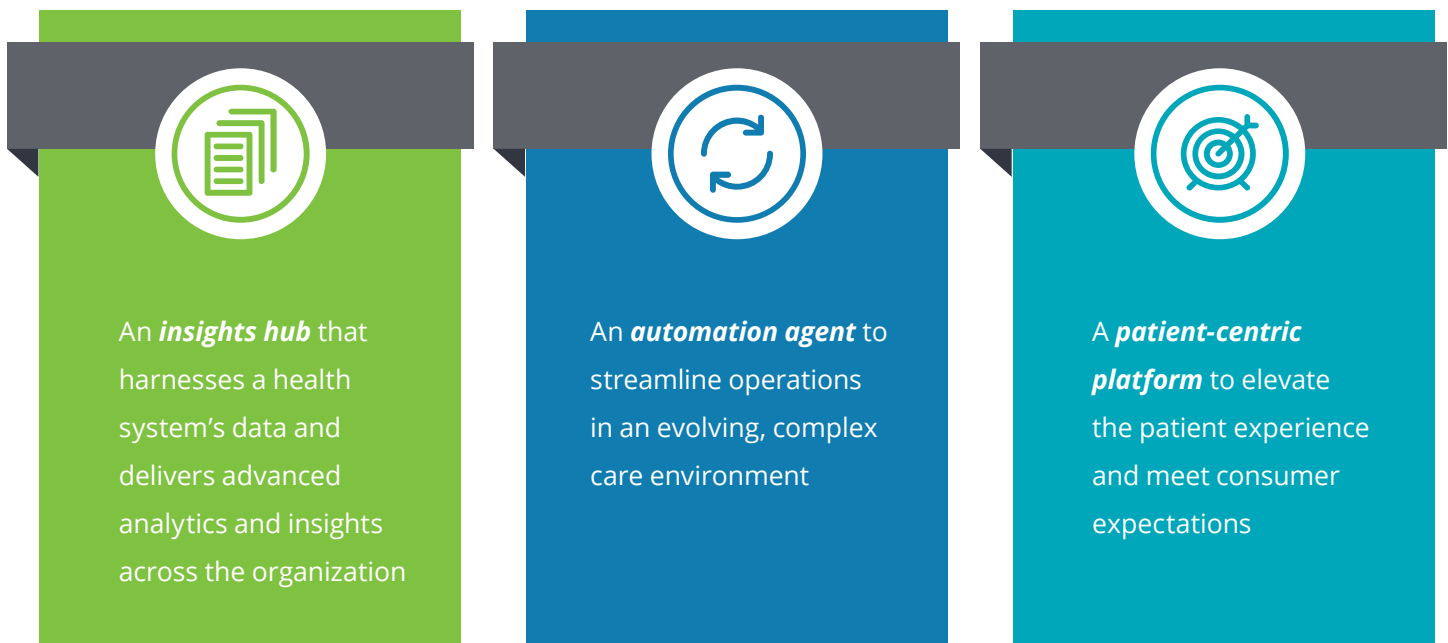 An insights hub that
harnesses a health
system’s data and
delivers advanced
analytics and insights
across the organization
An automation agent to
streamline operations
in an evolving, complex
care environment
A patient-centric
platform to elevate
the patient experience
and meet consumer
expectations